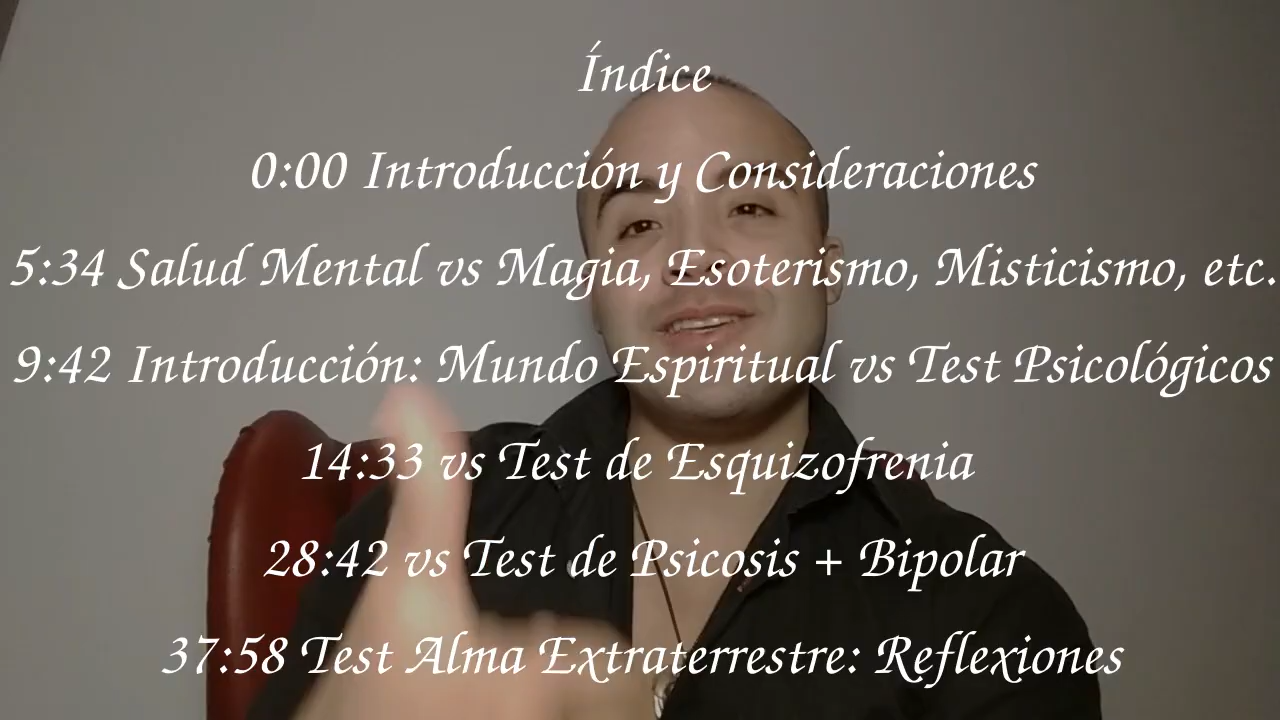 Índice
0:00 Introducción y Consideraciones
5:34 Salud Mental vs Magia, Esoterismo, Misticismo, etc.
9:42 Introducción: Mundo Espiritual vs Test Psicológicos
14:33 vs Test de Esquizofrenia
28:42 vs Test de Psicosis + Bipolar
37:58 Test Alma Extraterrestre: Reflexiones